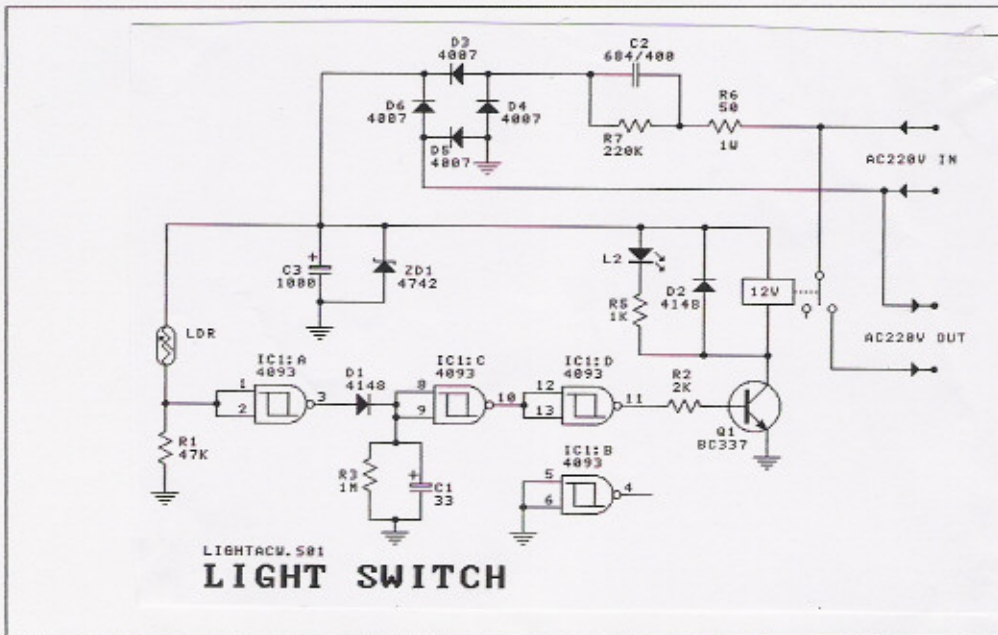 D3
4007
C2
684/400
D6
4007
D4
4007
D5
4007
R7
220K
R6
50
1W
AC220V IN
C3
1000
+
ZD1
4742
L2
R5
1K
D2
4148
12V
AC220V OUT
LDR
IC1:A
4093
1
2
3
D1
4148
IC1:C
4093
8
9
10
IC1:D
4093
12
13
11
R2
2K
Q1
BC337
R1
47K
R3
1M
+
C1
33
IC1:B
4093
5
6
4
LIGHTACW.S01
LIGHT SWITCH